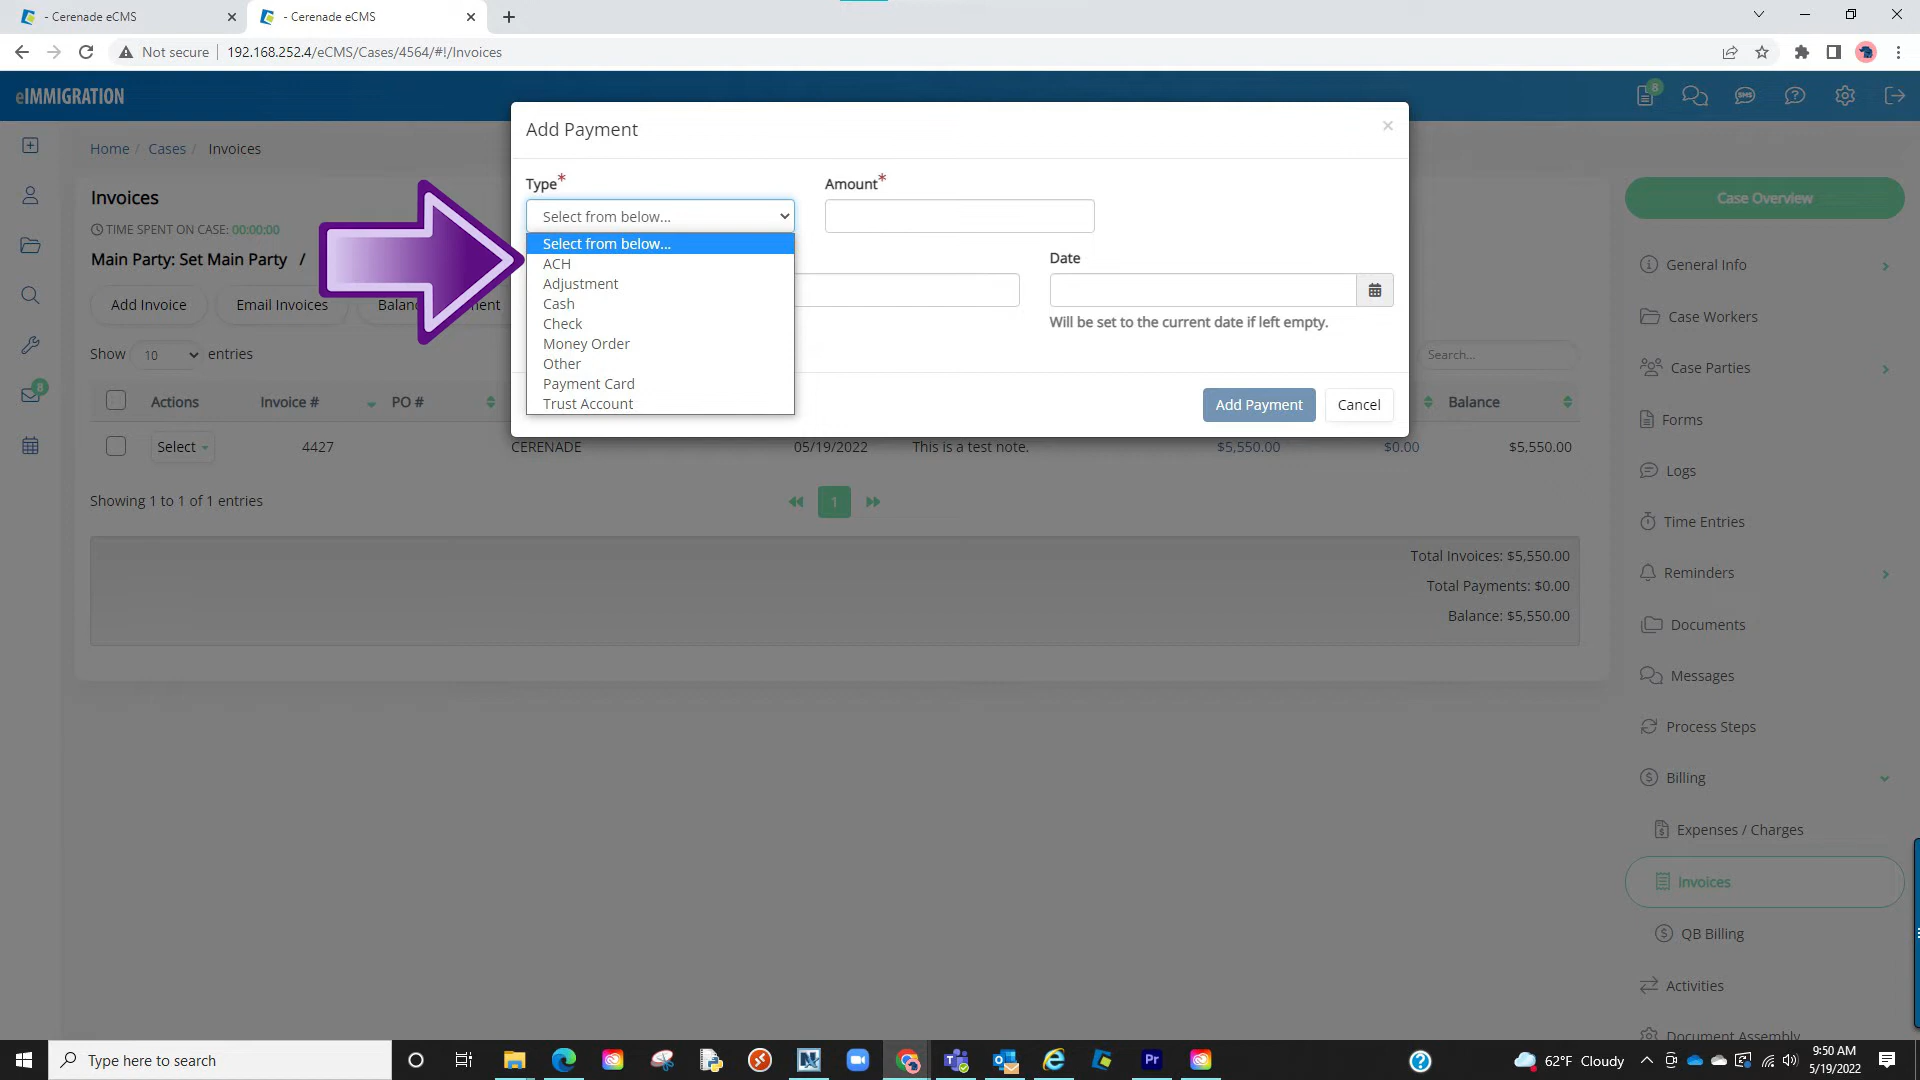 - Cerenade eCMS
- Cerenade eCMS
Not secure
192.168.252.4/eCMS/Cases/4564/#!/Invoices
eIMMIGRATION
8
SMS
Home / Cases / Invoices
Add Payment
Type*
Amount*
Select from below...
Select from below...
ACH
Adjustment
Cash
Check
Money Order
Other
Payment Card
Trust Account
Date
Will be set to the current date if left empty.
Add Payment
Cancel
Invoices
TIME SPENT ON CASE: 00:00:00
Main Party: Set Main Party /
Add Invoice
Email Invoices
Show 10 entries
Search...
8
Actions
Invoice #
PO #
Balance
Select
4427
CERENADE
05/19/2022
This is a test note.
$5,550.00
$0.00
$5,550.00
Showing 1 to 1 of 1 entries
1
Total Invoices: $5,550.00
Total Payments: $0.00
Balance: $5,550.00
Case Overview
General Info
Case Workers
Case Parties
Forms
Logs
Time Entries
Reminders
Documents
Messages
Process Steps
Billing
Expenses / Charges
Invoices
QB Billing
Activities
Document Assembly
Type here to search
Pr
62°F Cloudy
9:50 AM
5/19/2022